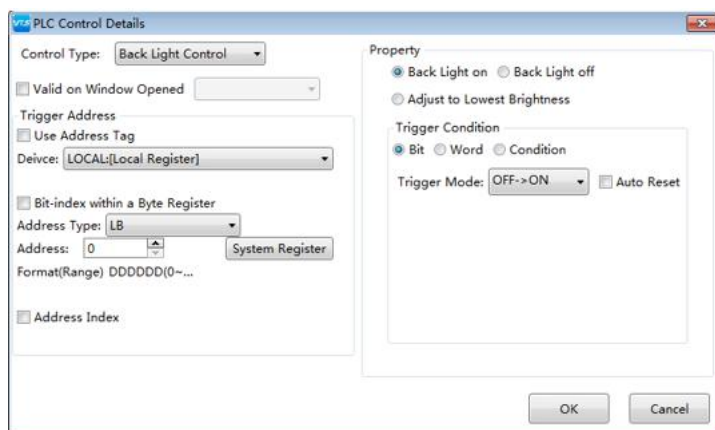 VTS PLC Control Details
Control Type: Back Light Control
Valid on Window Opened
Trigger Address
Use Address Tag
Deivce: LOCAL:[Local Register]
Bit-index within a Byte Register
Address Type: LB
Address: 0 System Register
Format(Range) DDDDDD(0~...
Address Index
Property
Back Light on Back Light off
Adjust to Lowest Brightness
Trigger Condition
Bit Word Condition
Trigger Mode: OFF->ON Auto Reset
OK Cancel